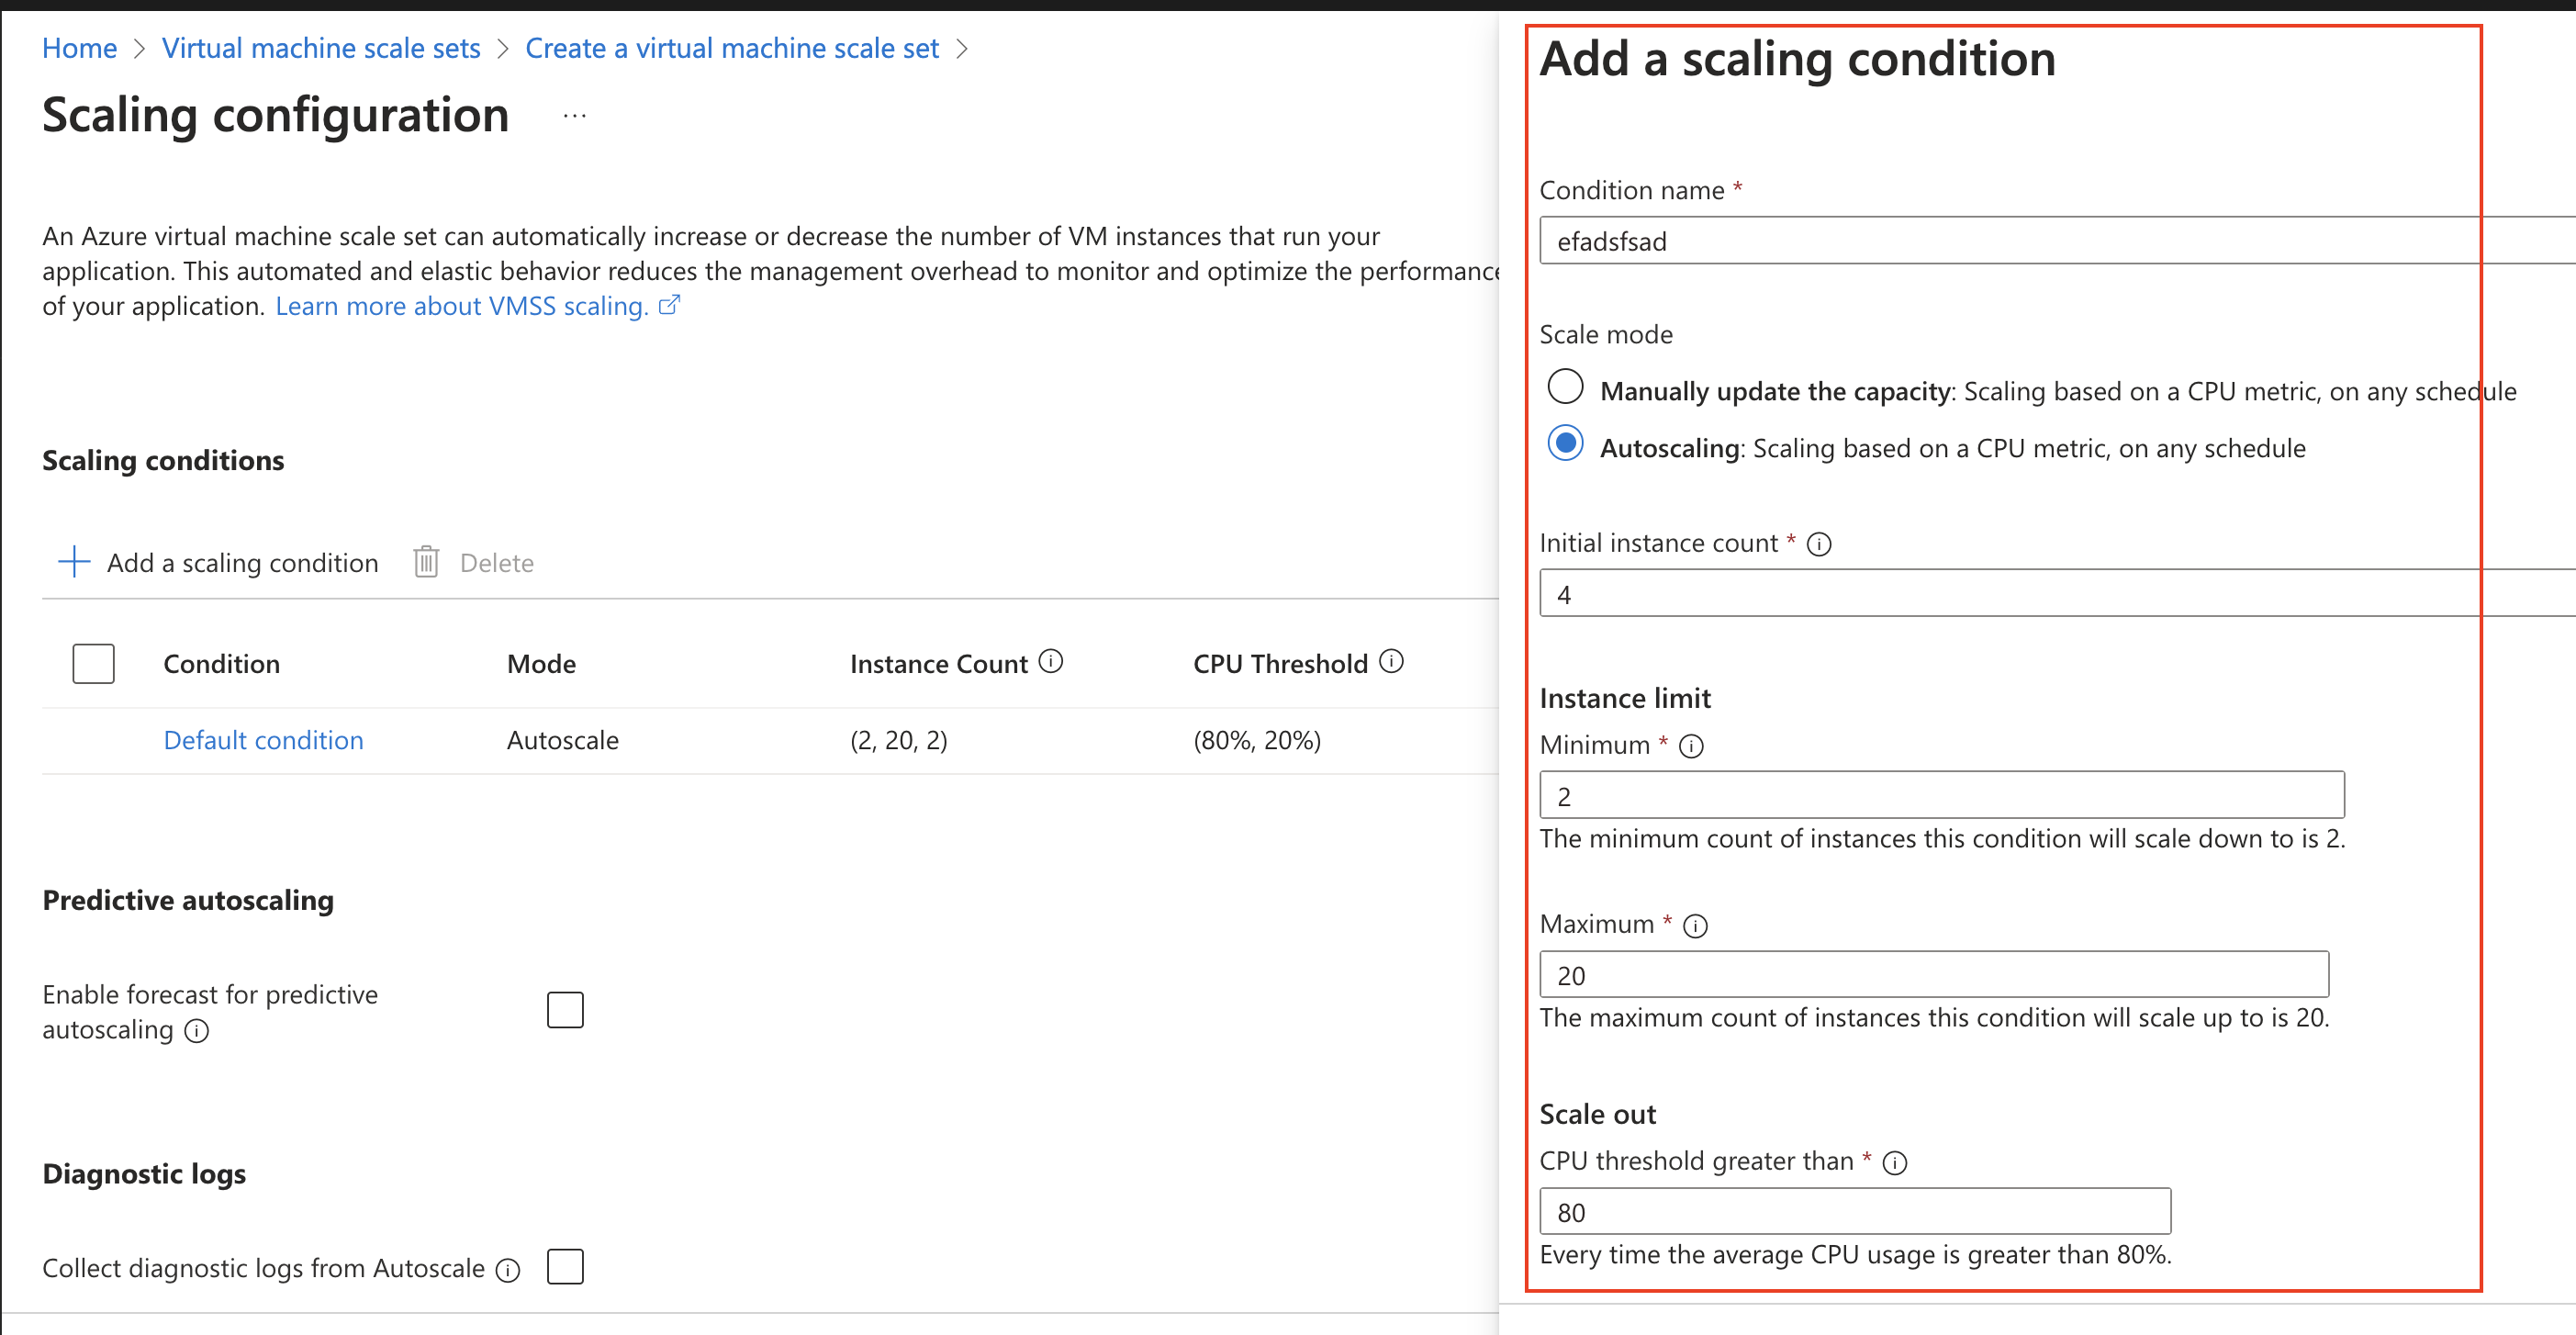 Home > Virtual machine scale sets > Create a virtual machine scale set >
Scaling configuration ...
An Azure virtual machine scale set can automatically increase or decrease the number of VM instances that run your
application. This automated and elastic behavior reduces the management overhead to monitor and optimize the performance
of your application. Learn more about VMSS scaling.
Scaling conditions
Add a scaling condition Delete
Condition Mode Instance Count CPU Threshold
Default condition Autoscale (2, 20, 2) (80%, 20%)
Predictive autoscaling
Enable forecast for predictive
autoscaling
Diagnostic logs
Collect diagnostic logs from Autoscale
Add a scaling condition
Condition name *
efadsfsad
Scale mode
Manually update the capacity: Scaling based on a CPU metric, on any schedule
Autoscaling: Scaling based on a CPU metric, on any schedule
Initial instance count *
4
Instance limit
Minimum *
2
The minimum count of instances this condition will scale down to is 2.
Maximum *
20
The maximum count of instances this condition will scale up to is 20.
Scale out
CPU threshold greater than *
80
Every time the average CPU usage is greater than 80%.